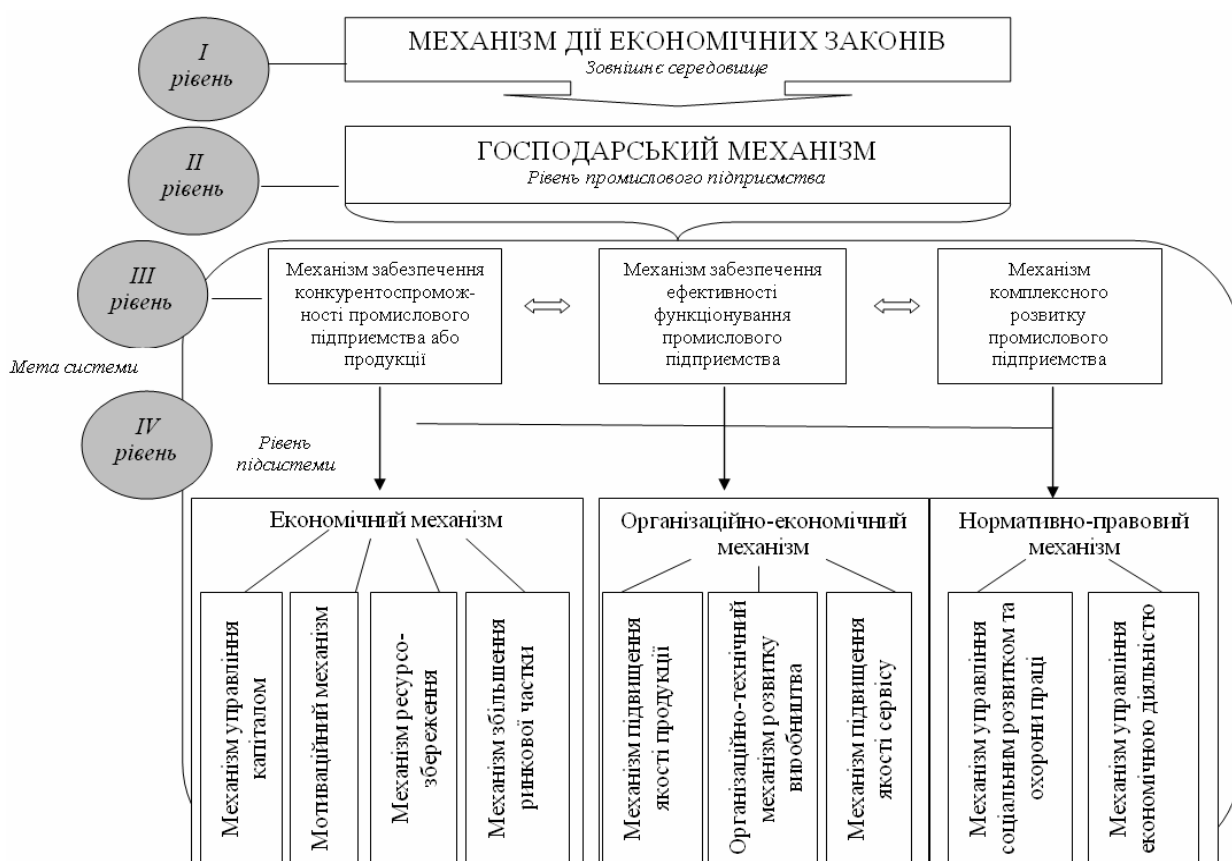 I
рівень
МЕХАНІЗМ ДІЇ ЕКОНОМІЧНИХ ЗАКОНІВ
Зовнішнє середовище
II
рівень
ГОСПОДАРСЬКИЙ МЕХАНІЗМ
Рівень промислового підприємства
III
рівень
Механізм забезпечення
конкурентоспромож-
ності промислового
підприємства або
продукції
Механізм забезпечення
ефективності
функціонування
промислового
підприємства
Механізм
комплексного
розвитку
промислового
підприємства
Мета системи
IV
рівень
Рівень
підсистеми
Економічний механізм
Організаційно-економічний
механізм
Нормативно-правовий
механізм
Механізм управління
капіталом
Мотиваційний механізм
Механізм ресурсо-
збереження
Механізм збільшення
ринкової частки
Механізм підвищення
якості продукції
Організаційно-технічний
механізм розвитку
виробництва
Механізм підвищення
якості сервісу
Механізм управління
соціальним розвитком та
охорони праці
Механізм управління
економічною діяльністю